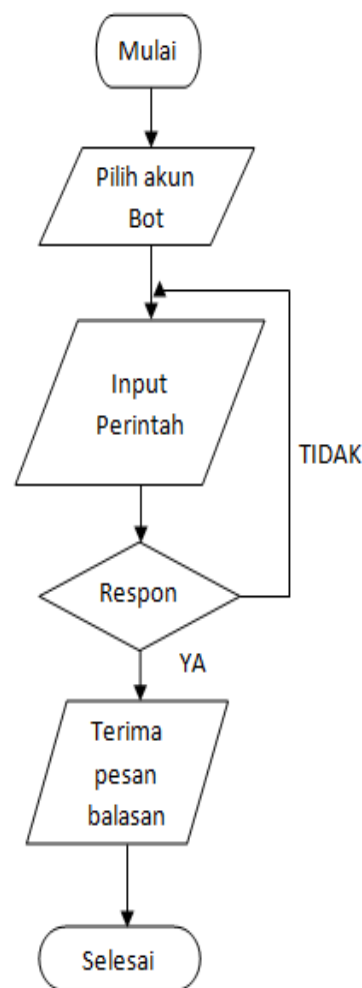 Mulai
Pilih akun
Bot
Input
Perintah
TIDAK
Respon
YA
Terima
pesan
balasan
Selesai